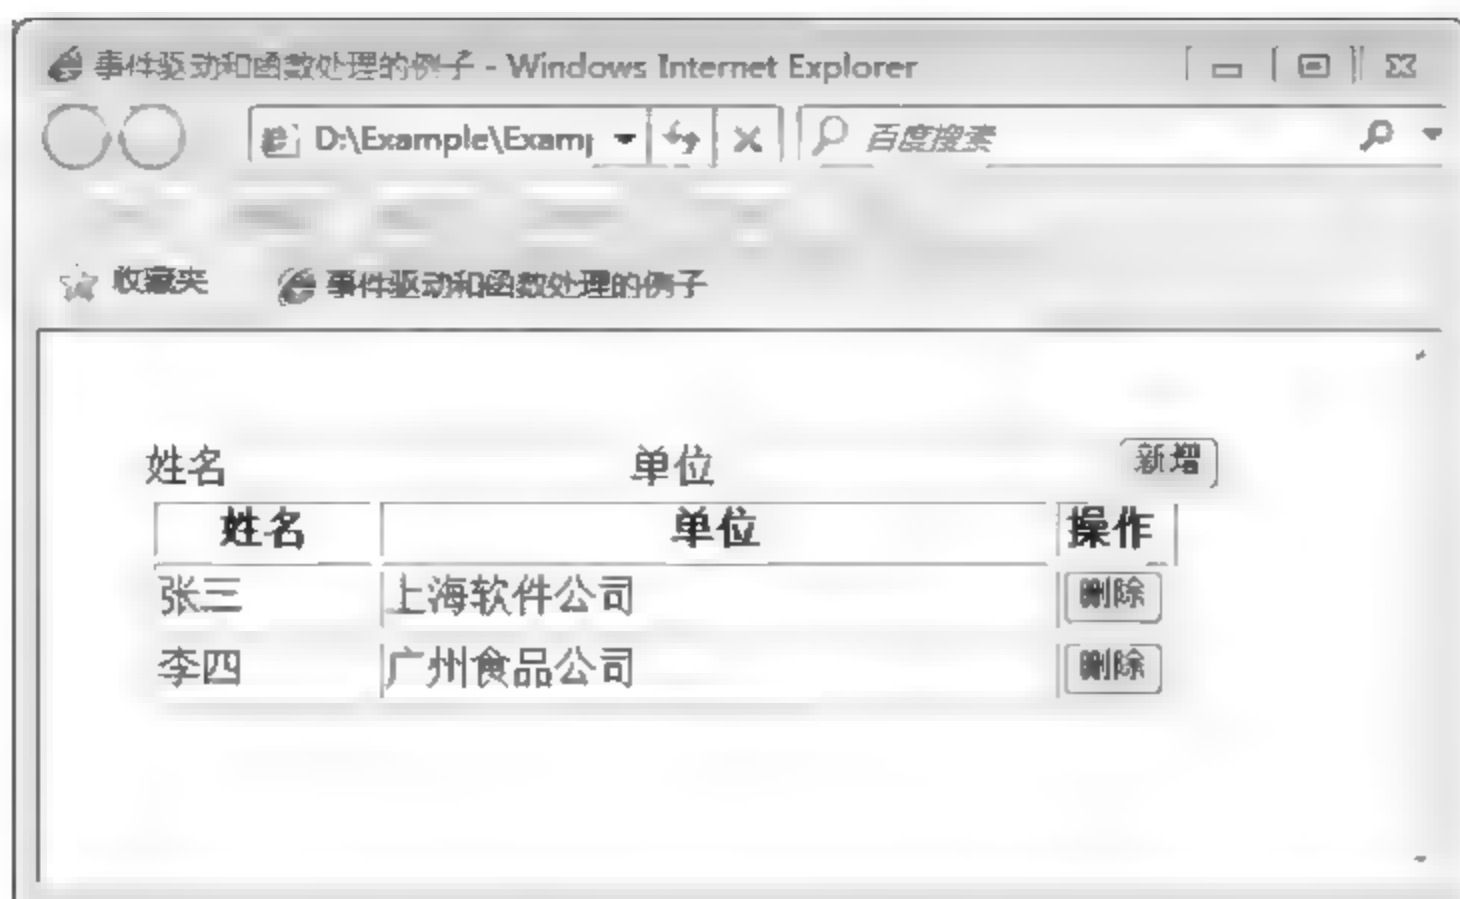 事件驱动和函数处理的例子 - Windows Internet Explorer
D:\Example\Examp 百度搜索
收藏夹 事件驱动和函数处理的例子
姓名 单位 新增
姓名 单位 操作
张三 上海软件公司 删除
李四 广州食品公司 删除